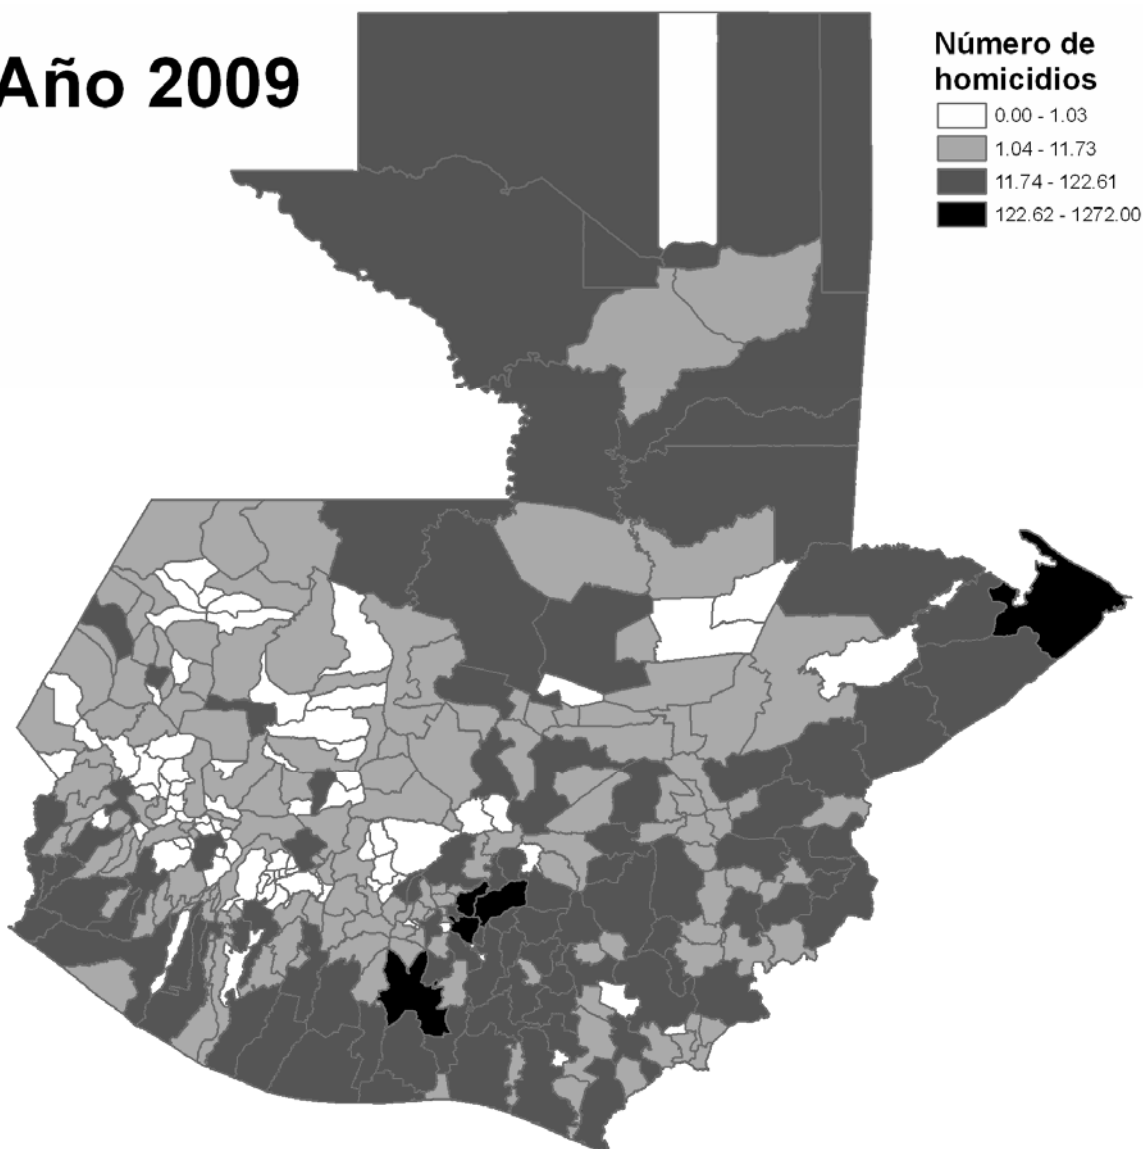 Año 2009
Número de
homicidios
0.00 - 1.03
1.04 - 11.73
11.74 - 122.61
122.62 - 1272.00